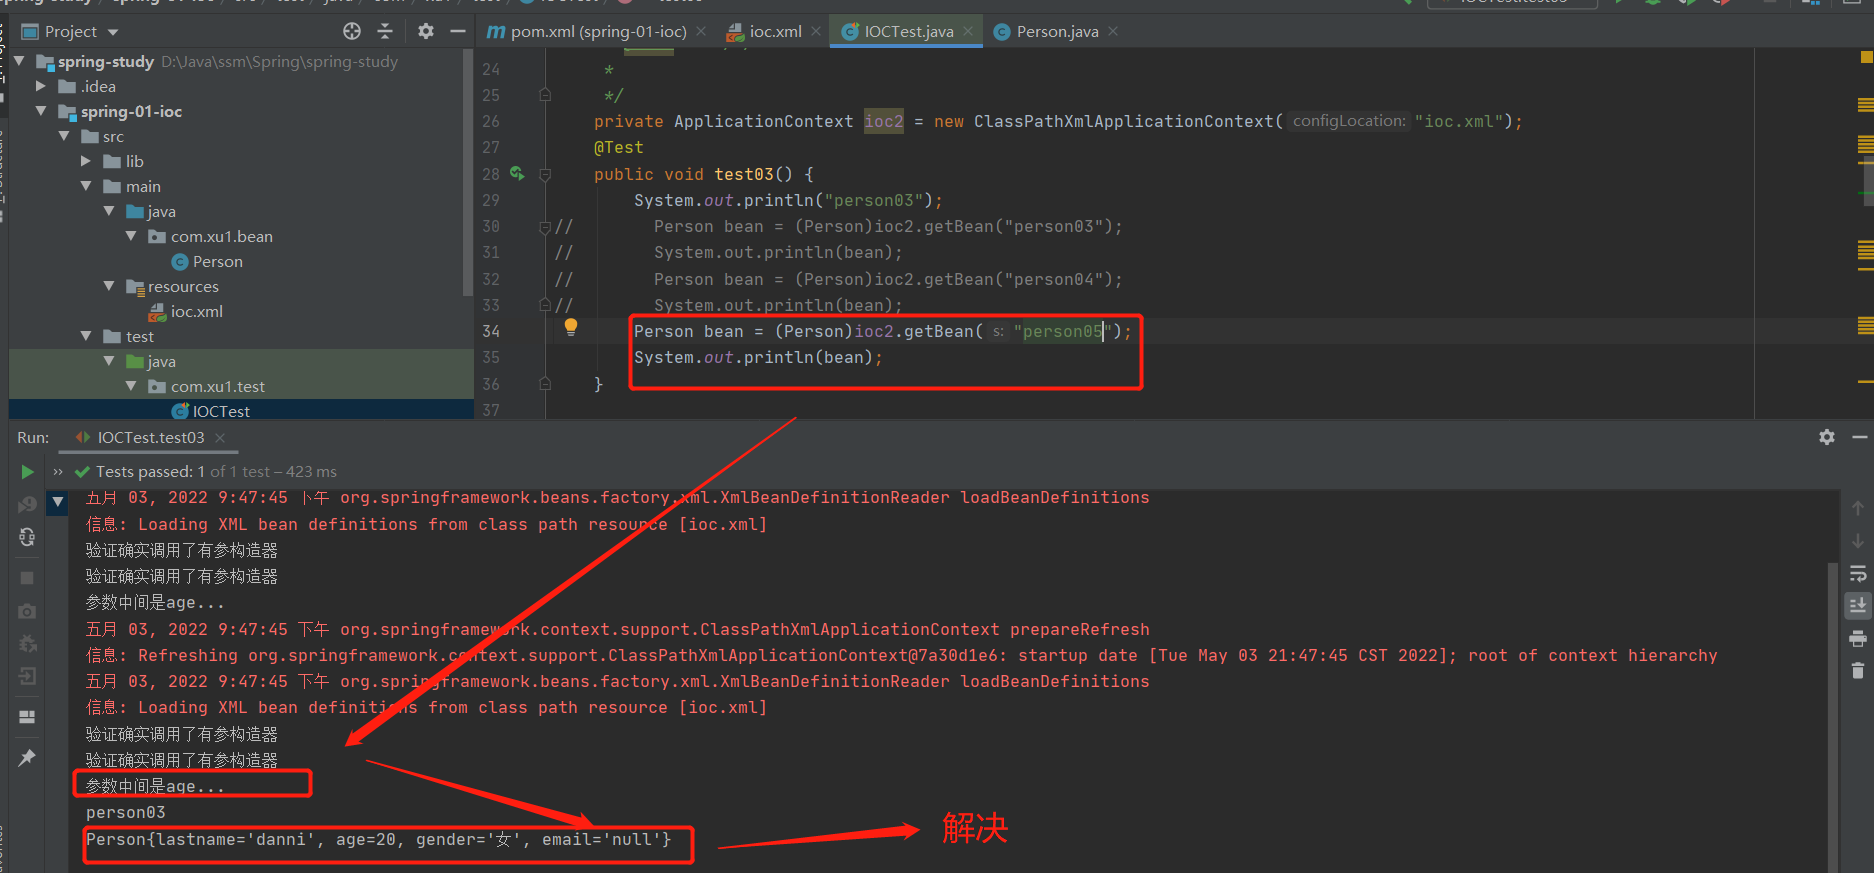 Project
pom.xml (spring-01-ioc)
ioc.xml
IOCTest.java
Person.java
spring-study D:\Java\ssm\Spring\spring-study
.idea
spring-01-ioc
src
lib
main
java
com.xu1.bean
Person
resources
ioc.xml
test
java
com.xu1.test
IOCTest
24 *
25 */
26 private ApplicationContext ioc2 = new ClassPathXmlApplicationContext( configLocation: "ioc.xml");
27 @Test
28 public void test03() {
29 System.out.println("person03");
30 // Person bean = (Person)ioc2.getBean("person03");
31 // System.out.println(bean);
32 // Person bean = (Person)ioc2.getBean("person04");
33 // System.out.println(bean);
34 Person bean = (Person)ioc2.getBean( s: "person05");
35 System.out.println(bean);
36 }
37
Run: IOCTest.test03
Tests passed: 1 of 1 test – 423 ms
五月 03, 2022 9:47:45 下午 org.springframework.beans.factory.xml.XmlBeanDefinitionReader loadBeanDefinitions
信息: Loading XML bean definitions from class path resource [ioc.xml]
验证确实调用了有参构造器
验证确实调用了有参构造器
参数中间是age...
五月 03, 2022 9:47:45 下午 org.springframework.context.support.ClassPathXmlApplicationContext prepareRefresh
信息: Refreshing org.springframework.context.support.ClassPathXmlApplicationContext@7a30d1e6: startup date [Tue May 03 21:47:45 CST 2022]; root of context hierarchy
五月 03, 2022 9:47:45 下午 org.springframework.beans.factory.xml.XmlBeanDefinitionReader loadBeanDefinitions
信息: Loading XML bean definitions from class path resource [ioc.xml]
验证确实调用了有参构造器
验证确实调用了有参构造器
参数中间是age...
person03
Person{lastname='danni', age=20, gender='女', email='null'}
解决